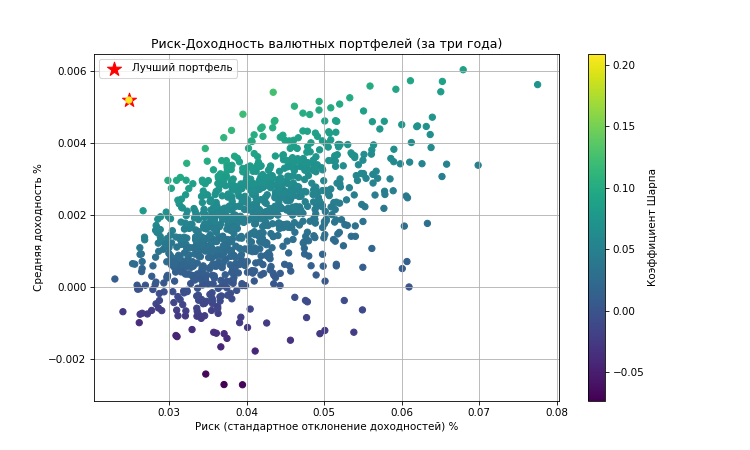 Риск-Доходность валютных портфелей (за три года)
Лучший портфель
0.006
0.004
0.002
0.000
−0.002
Средняя доходность %
0.03 0.04 0.05 0.06 0.07 0.08
Риск (стандартное отклонение доходностей) %
0.20
0.15
0.10
0.05
0.00
−0.05
Коэффициент Шарпа